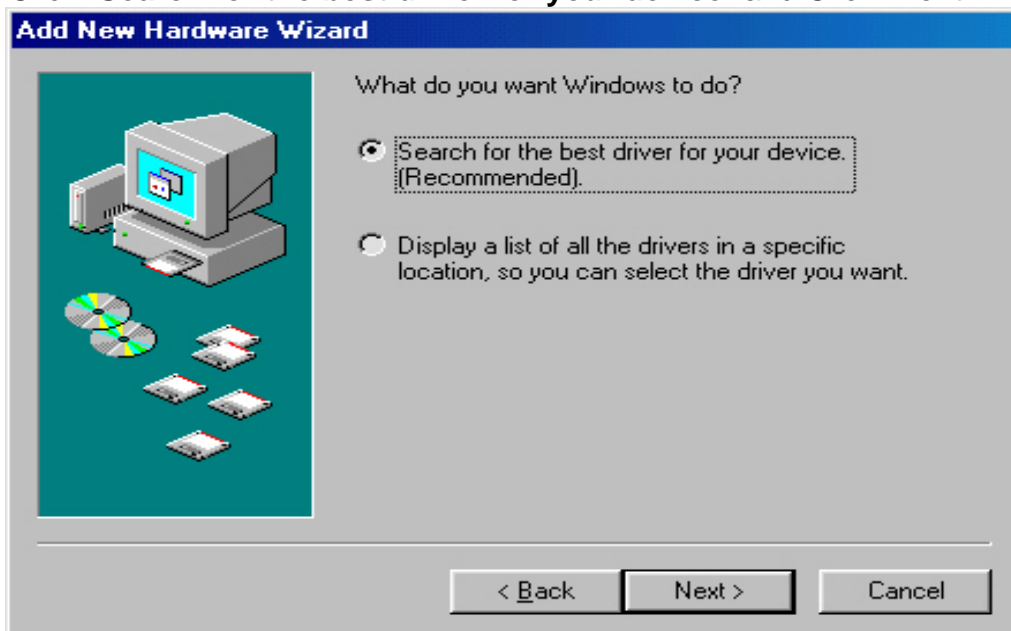 Add New Hardware Wizard
What do you want Windows to do?
Search for the best driver for your device.
(Recommended).
Display a list of all the drivers in a specific
location, so you can select the driver you want.
< Back
Next >
Cancel